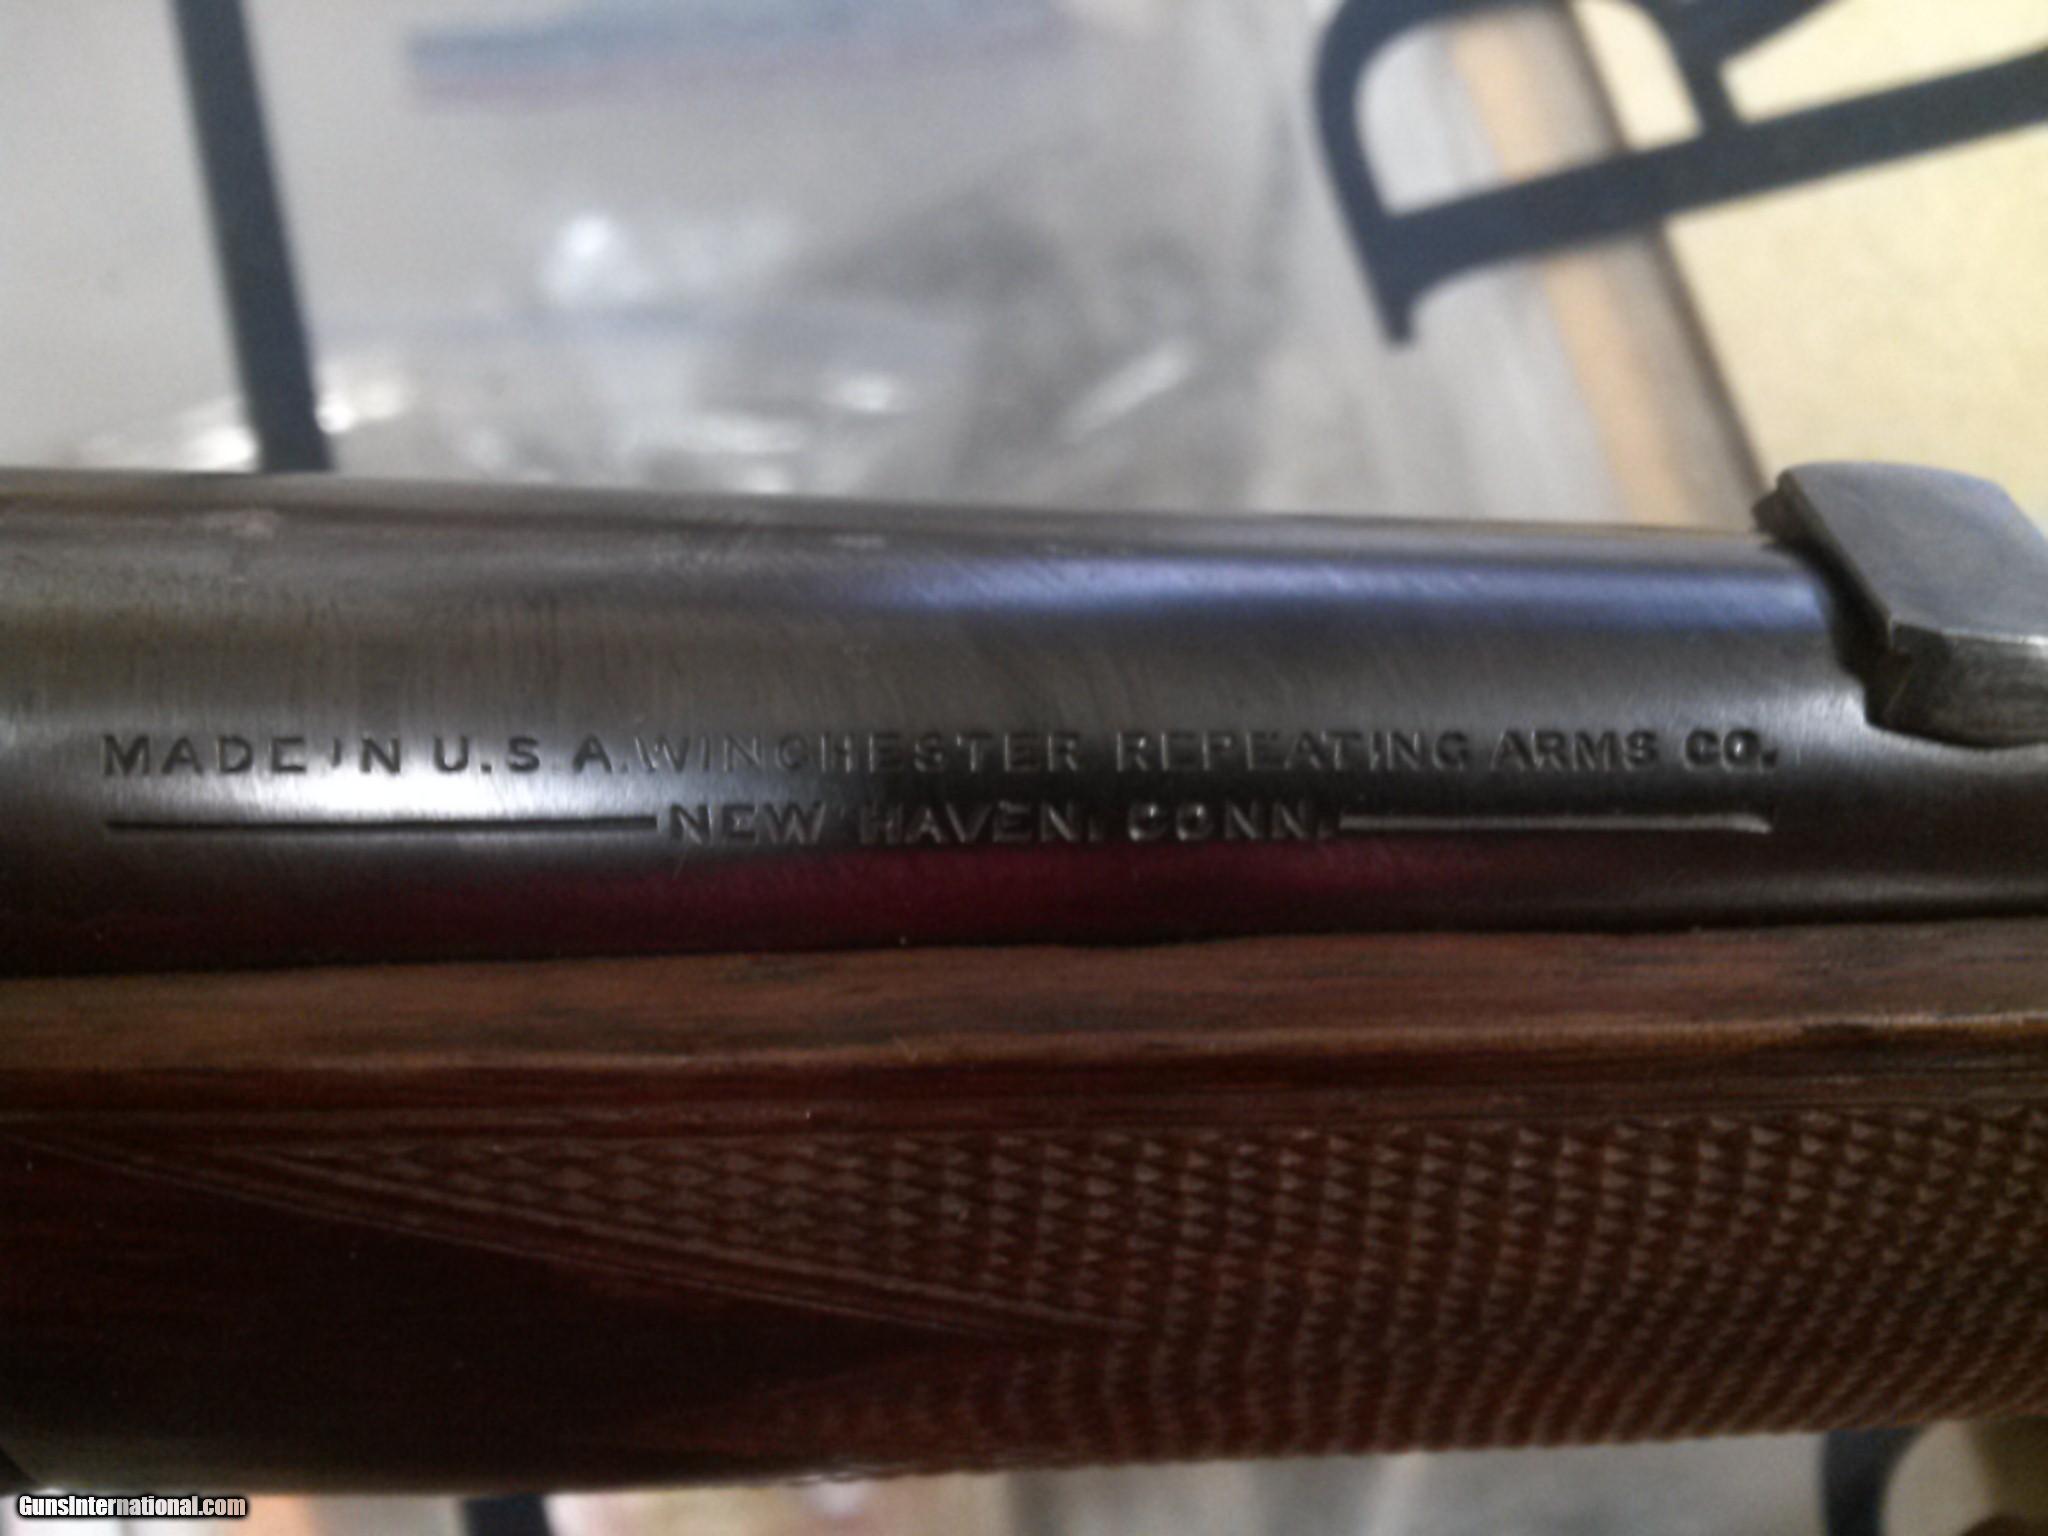 MADE IN U.S.A. WINCHESTER REPEATING ARMS CO.
NEW HAVEN. CONN.
GunsInternational.com